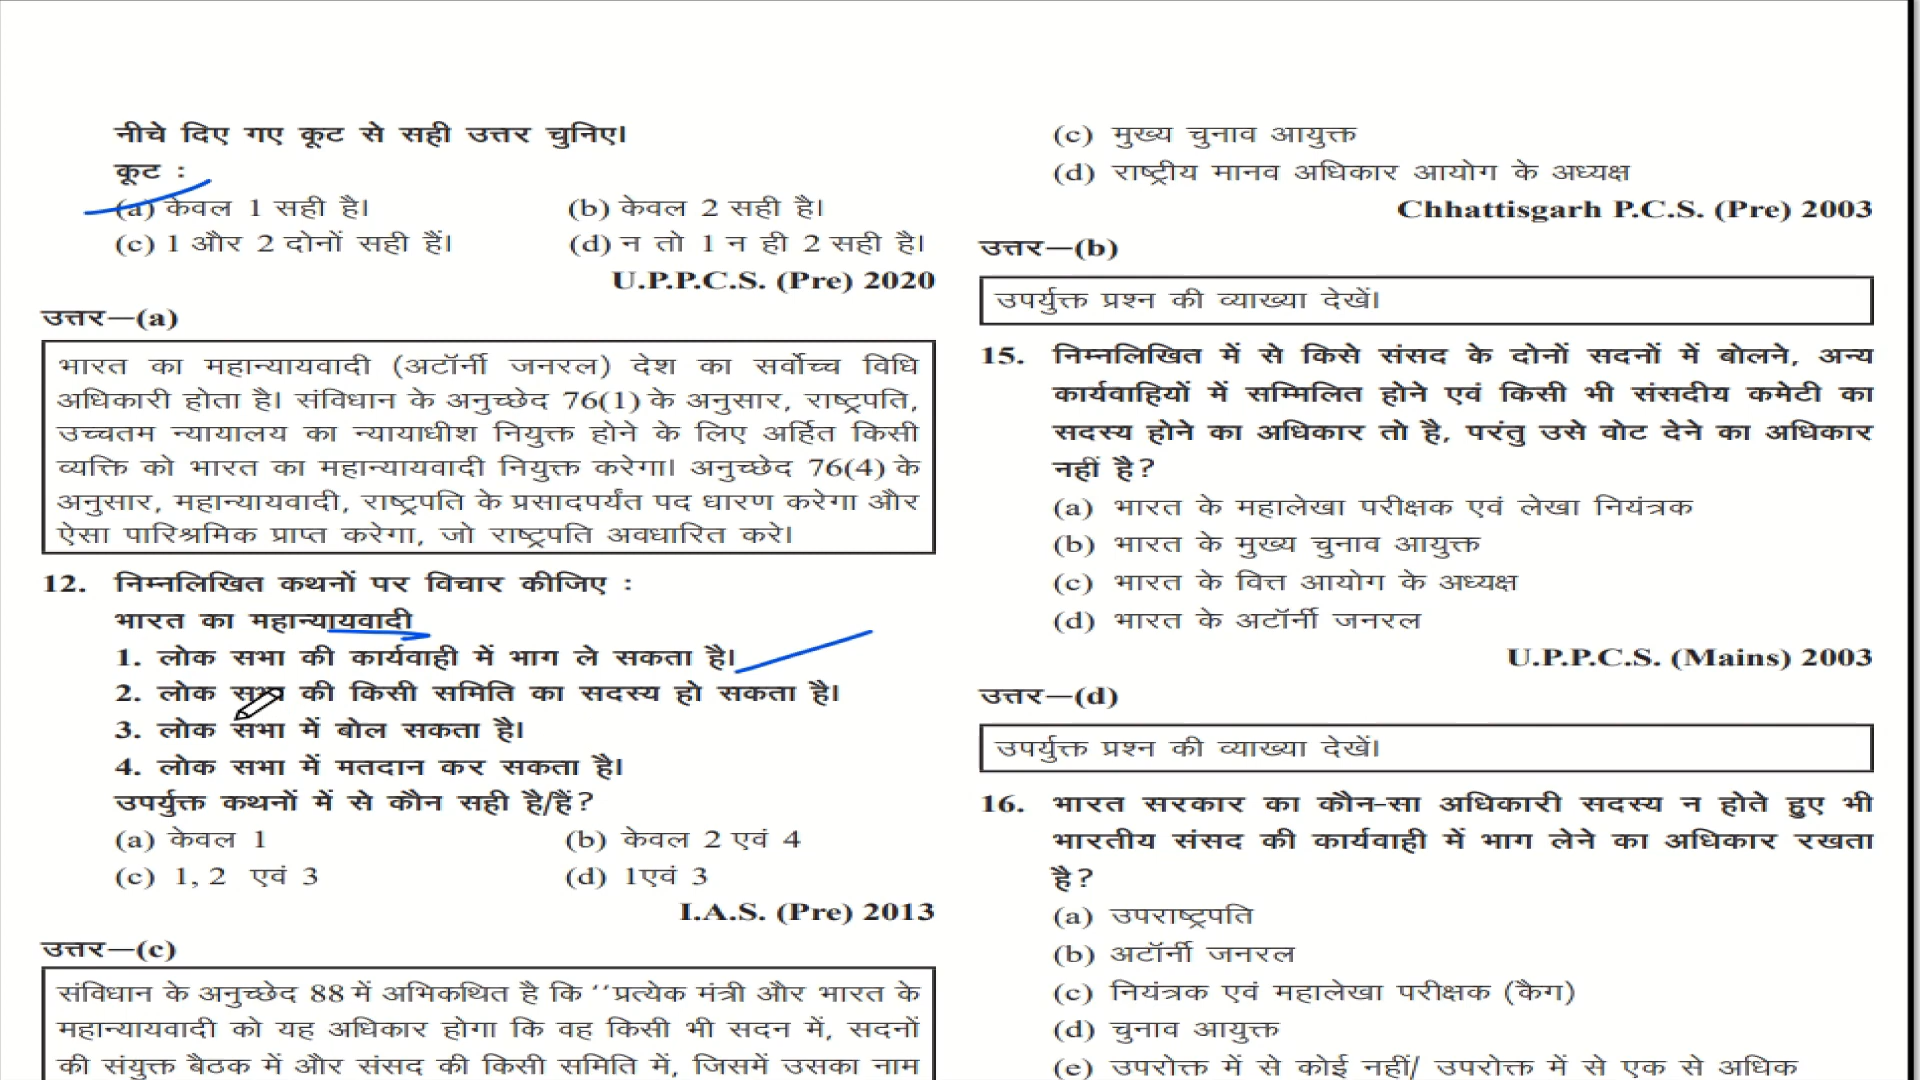 नीचे दिए गए कूट से सही उत्तर चुनिए।
कूट :
(a) केवल 1 सही है।
(b) केवल 2 सही है।
(c) 1 और 2 दोनों सही हैं।
(d) न तो 1 न ही 2 सही है।
U.P.P.C.S. (Pre) 2020
उत्तर—(a)
भारत का महान्यायवादी (अटॉर्नी जनरल) देश का सर्वोच्च विधि
अधिकारी होता है। संविधान के अनुच्छेद 76(1) के अनुसार, राष्ट्रपति,
उच्चतम न्यायालय का न्यायाधीश नियुक्त होने के लिए अर्हित किसी
व्यक्ति को भारत का महान्यायवादी नियुक्त करेगा। अनुच्छेद 76(4) के
अनुसार, महान्यायवादी, राष्ट्रपति के प्रसादपर्यंत पद धारण करेगा और
ऐसा पारिश्रमिक प्राप्त करेगा, जो राष्ट्रपति अवधारित करे।
12. निम्नलिखित कथनों पर विचार कीजिए :
भारत का महान्यायवादी
1. लोक सभा की कार्यवाही में भाग ले सकता है।
2. लोक सभा की किसी समिति का सदस्य हो सकता है।
3. लोक सभा में बोल सकता है।
4. लोक सभा में मतदान कर सकता है।
उपर्युक्त कथनों में से कौन सही है/हैं?
(a) केवल 1
(b) केवल 2 एवं 4
(c) 1, 2 एवं 3
(d) 1एवं 3
I.A.S. (Pre) 2013
उत्तर—(c)
संविधान के अनुच्छेद 88 में अभिकथित है कि ‘‘प्रत्येक मंत्री और भारत के
महान्यायवादी को यह अधिकार होगा कि वह किसी भी सदन में, सदनों
की संयुक्त बैठक में और संसद की किसी समिति में, जिसमें उसका नाम
(c) मुख्य चुनाव आयुक्त
(d) राष्ट्रीय मानव अधिकार आयोग के अध्यक्ष
Chhattisgarh P.C.S. (Pre) 2003
उत्तर—(b)
उपर्युक्त प्रश्न की व्याख्या देखें।
15. निम्नलिखित में से किसे संसद के दोनों सदनों में बोलने, अन्य
कार्यवाहियों में सम्मिलित होने एवं किसी भी संसदीय कमेटी का
सदस्य होने का अधिकार तो है, परंतु उसे वोट देने का अधिकार
नहीं है?
(a) भारत के महालेखा परीक्षक एवं लेखा नियंत्रक
(b) भारत के मुख्य चुनाव आयुक्त
(c) भारत के वित्त आयोग के अध्यक्ष
(d) भारत के अटॉर्नी जनरल
U.P.P.C.S. (Mains) 2003
उत्तर—(d)
उपर्युक्त प्रश्न की व्याख्या देखें।
16. भारत सरकार का कौन-सा अधिकारी सदस्य न होते हुए भी
भारतीय संसद की कार्यवाही में भाग लेने का अधिकार रखता
है?
(a) उपराष्ट्रपति
(b) अटॉर्नी जनरल
(c) नियंत्रक एवं महालेखा परीक्षक (कैग)
(d) चुनाव आयुक्त
(e) उपरोक्त में से कोई नहीं/ उपरोक्त में से एक से अधिक